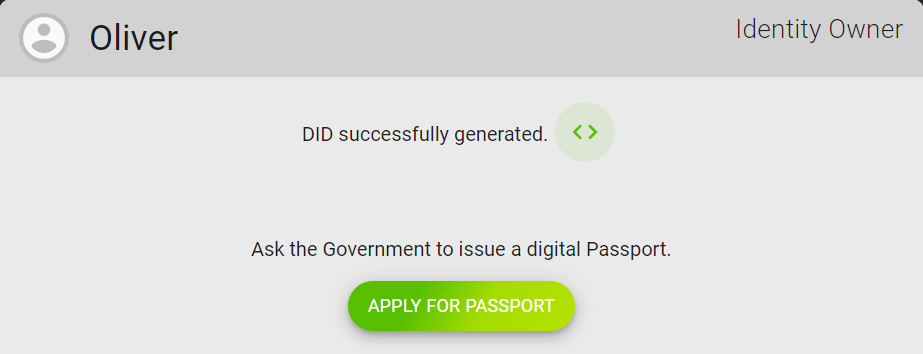 Oliver
Identity Owner
DID successfully generated.
Ask the Government to issue a digital Passport.
APPLY FOR PASSPORT